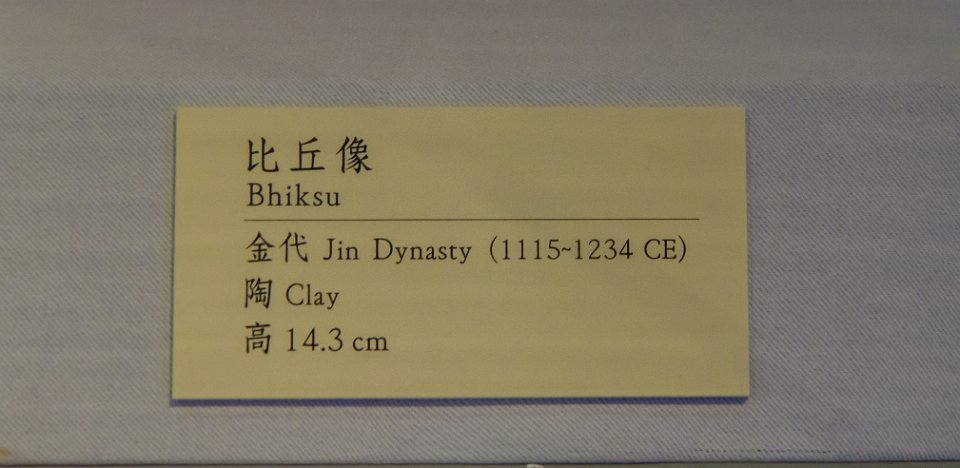 比丘像
Bhiksu
金代 Jin Dynasty (1115~1234 CE)
陶 Clay
高 14.3 cm